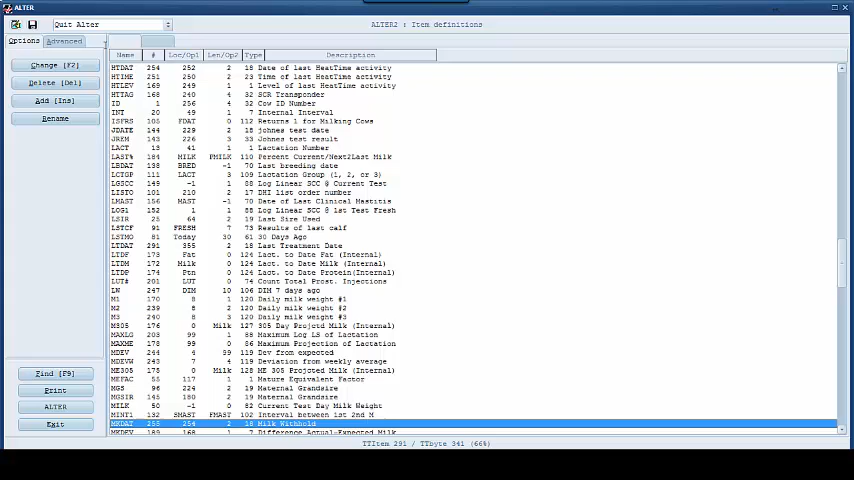 ALTER
Quit Alter
ALTER2 : Item definitions
Options Advanced
Name # Loc/Op1 Len/Op2 Type Description
Change [F2]
Delete [Del]
Add [Ins]
Rename
Find [F9]
Print
ALTER
Exit
HTDAT 254 252 2 18 Date of last HeatTime activity
HTIME 251 250 2 23 Time of last HeatTime activity
HTLEV 169 249 1 1 Level of last HeatTime activity
HTTAG 168 240 4 32 SCR Transponder
ID 1 256 4 32 Cow ID Number
INT 20 49 1 7 Internal Interval
ISFRS 105 FDAT 0 112 Returns 1 for Milking Cows
JDATE 144 229 2 18 johnes test date
JREM 143 226 3 33 Johnes test result
LACT 13 41 1 1 Lactation Number
LAST% 184 MILK PMILK 110 Percent Current/Next2Last Milk
LBDAT 138 BRED -1 70 Last breeding date
LCTGP 111 LACT 3 109 Lactation Group (1, 2, or 3)
LGSCC 149 -1 1 88 Log Linear SCC @ Current Test
LISTO 101 210 2 17 DHI list order number
LMAST 156 MAST -1 70 Date of Last Clinical Mastitis
LOG1 152 1 1 88 Log Linear SCC @ 1st Test Fresh
LSIR 25 64 2 19 Last Sire Used
LSTCF 91 FRESH 7 73 Results of last calf
LSTMO 81 Today 30 61 30 Days Ago
LTDAT 291 355 2 18 Last Treatment Date
LTDF 173 Fat 0 124 Lact. to Date Fat (Internal)
LTDM 172 Milk 0 124 Lact. to Date Milk (Internal)
LTDP 174 Ptn 0 124 Lact. to Date Protein(Internal)
LUT# 201 LUT 0 74 Count Total Prost. Injections
LW 247 DIM 10 106 DIM 7 days ago
M1 170 8 1 120 Daily milk weight #1
M2 239 8 2 120 Daily milk weight #2
M3 240 8 3 120 Daily milk weight #3
M305 176 0 Milk 127 305 Day Projctd Milk (Internal)
MAXLG 203 99 1 88 Maximum Log LS of Lactation
MAXME 178 99 0 86 Maximum Projection of Lactation
MDEV 244 4 99 119 Dev from expected
MDEVW 243 7 4 119 Deviation from weekly average
ME305 175 0 Milk 128 ME 305 Projected Milk (Internal)
MEFAC 55 117 1 1 Mature Equivalent Factor
MGS 96 224 2 19 Maternal Grandsire
MGSIR 145 180 2 19 Maternal Grandsire
MILK 50 -1 0 82 Current Test Day Milk Weight
MINT1 132 SMAST FMAST 102 Interval between 1st 2nd M
MKDAT 255 254 2 18 Milk Withhold
MKDEV 189 168 1 7 Difference Actual-Expected Milk
TTItem 291 / TTbyte 341 (66%)